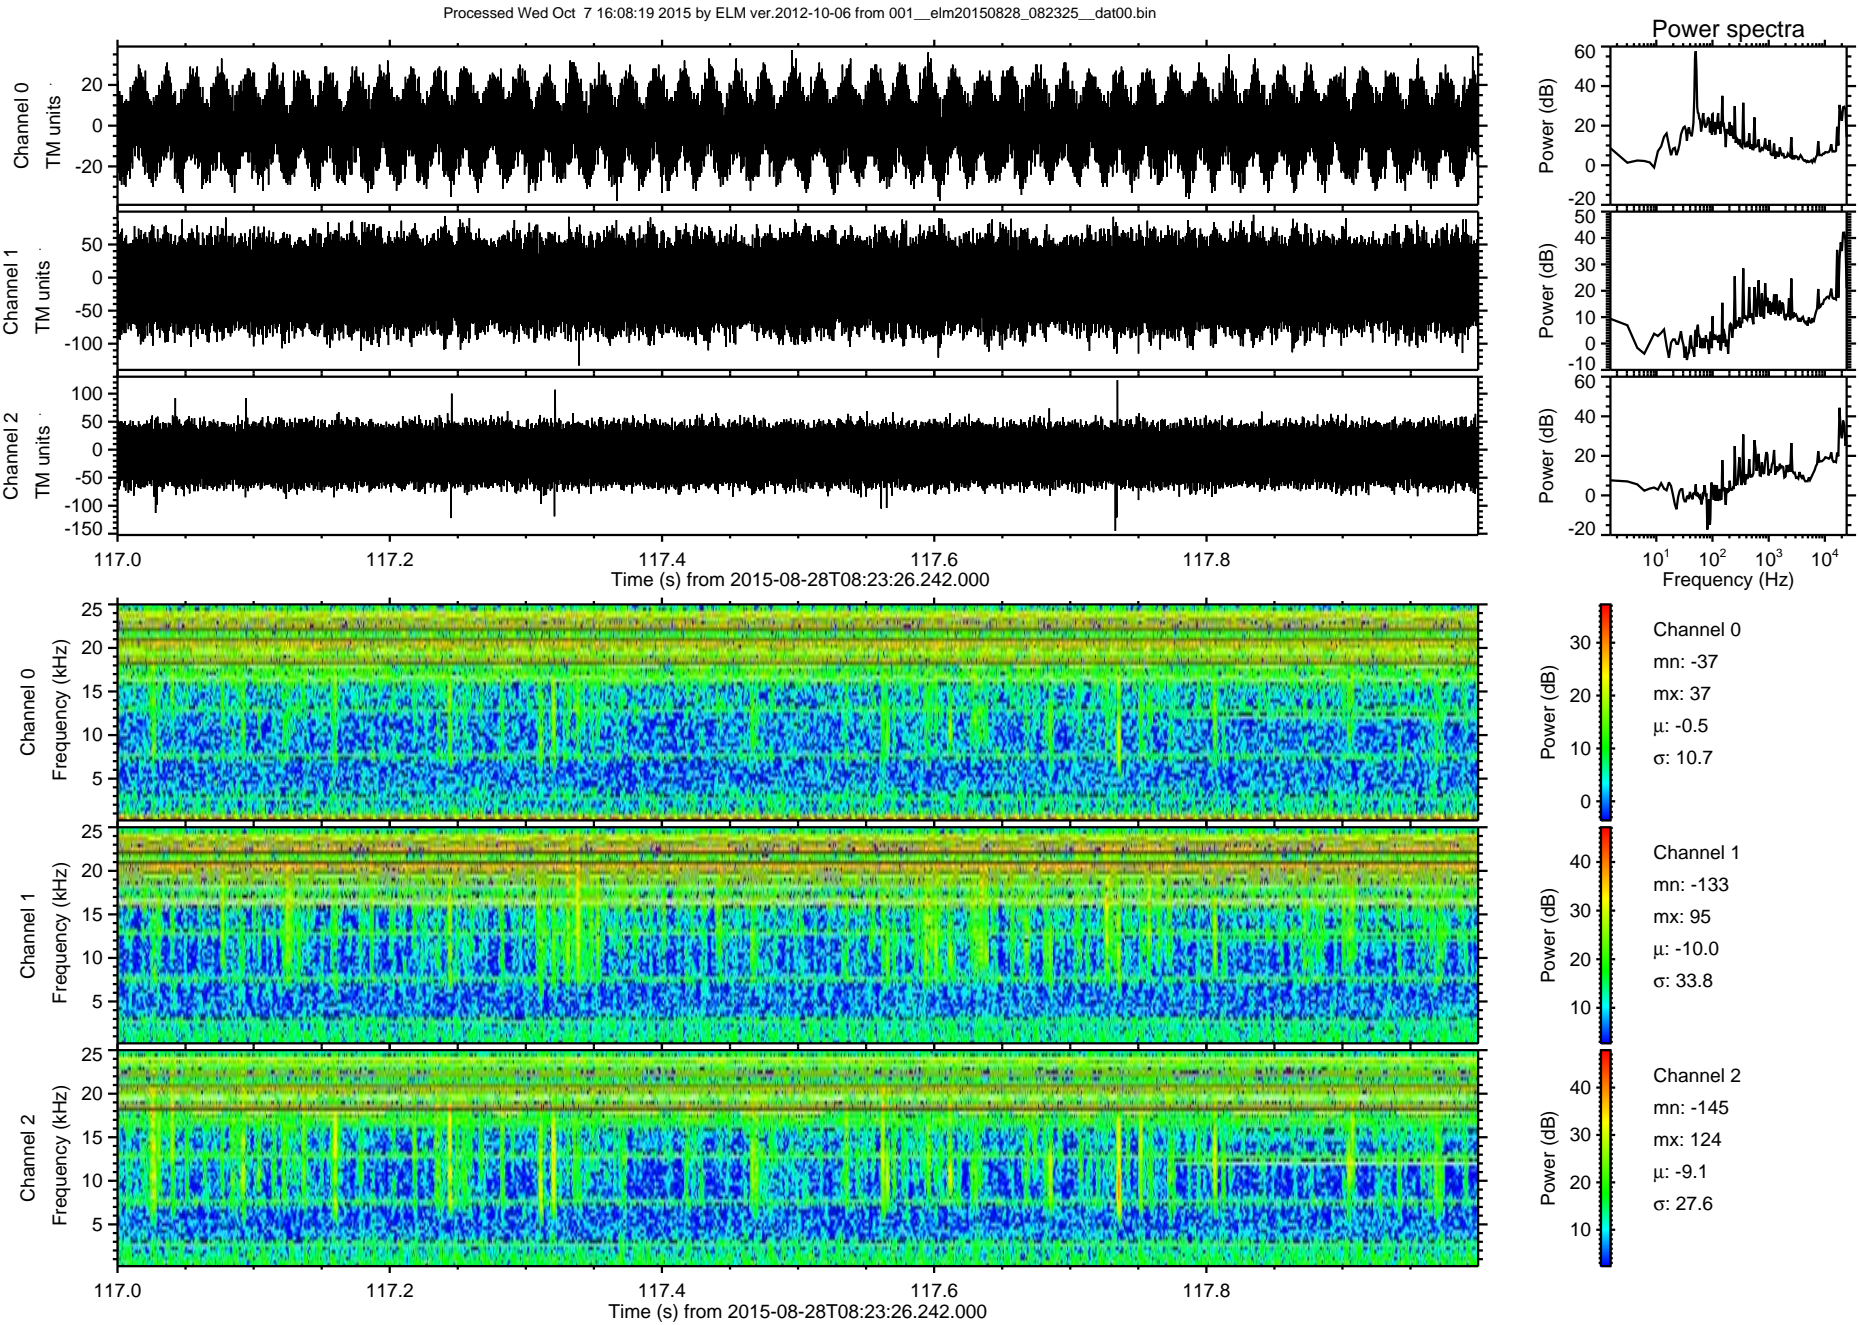 Processed Wed Oct  7 16:08:19 2015 by ELM ver.2012-10-06 from 001__elm20150828_082325__dat00.bin
Power spectra
Channel 0
TM units
20
0
-20
Power (dB)
60
40
20
0
-20
Channel 1
TM units
50
0
-50
-100
Power (dB)
50
40
30
20
10
0
-10
Channel 2
TM units
100
50
0
-50
-100
-150
Power (dB)
60
40
20
0
-20
117.0 117.2 117.4 117.6 117.8
Time (s) from 2015-08-28T08:23:26.242.000
10^1 10^2 10^3 10^4
Frequency (Hz)
Channel 0
Frequency (kHz)
25
20
15
10
5
Power (dB)
30
20
10
0
Channel 0
mn: -37
mx: 37
μ: -0.5
σ: 10.7
Channel 1
Frequency (kHz)
25
20
15
10
5
Power (dB)
40
30
20
10
Channel 1
mn: -133
mx: 95
μ: -10.0
σ: 33.8
Channel 2
Frequency (kHz)
25
20
15
10
5
Power (dB)
40
30
20
10
Channel 2
mn: -145
mx: 124
μ: -9.1
σ: 27.6
117.0 117.2 117.4 117.6 117.8
Time (s) from 2015-08-28T08:23:26.242.000